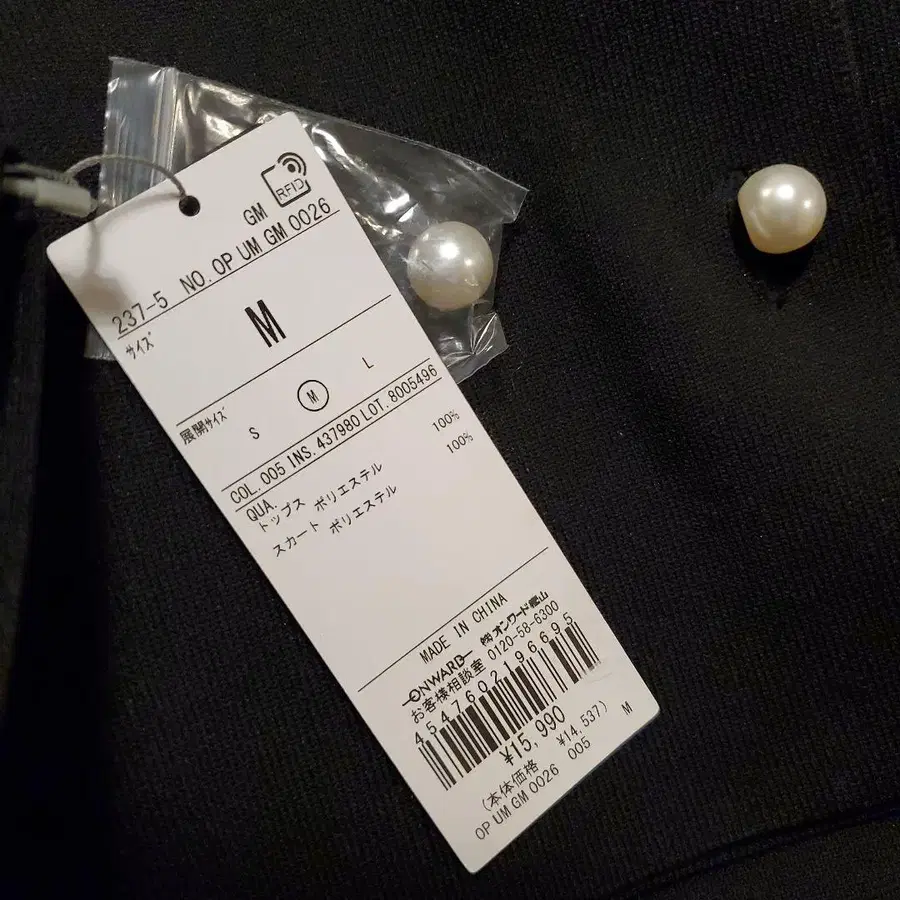 RFID
GM
237-5 NO. OP UM GM 0026
サイズ
M
展開サイズ
S M L
COL. 005 INS. 437980 LOT. 8005496
QUA.
トップス ポリエステル 100%
スカート ポリエステル 100%
MADE IN CHINA
ONWARD ㈱オンワード樫山
お客様相談室 0120-58-6300
4547602196695
¥15,990
(本体価格 ¥14,537)
OP UM GM 0026 005 M